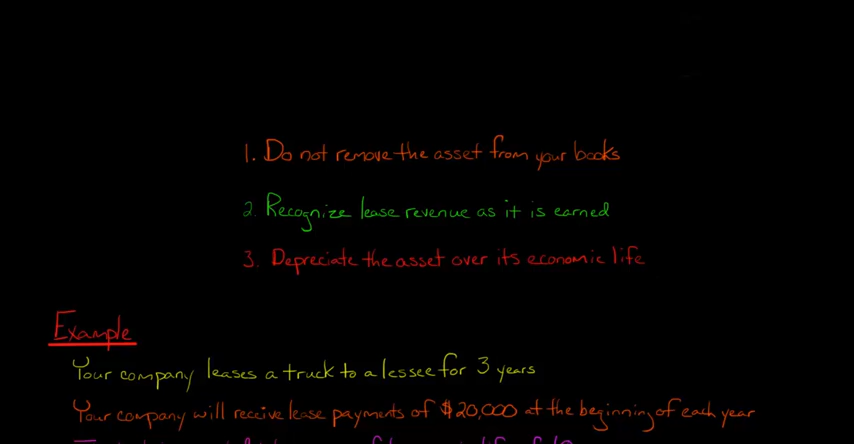 1. Do not remove the asset from your books
2. Recognize lease revenue as it is earned
3. Depreciate the asset over its economic life
Example
Your company leases a truck to a lessee for 3 years
Your company will receive lease payments of $20,000 at the beginning of each year